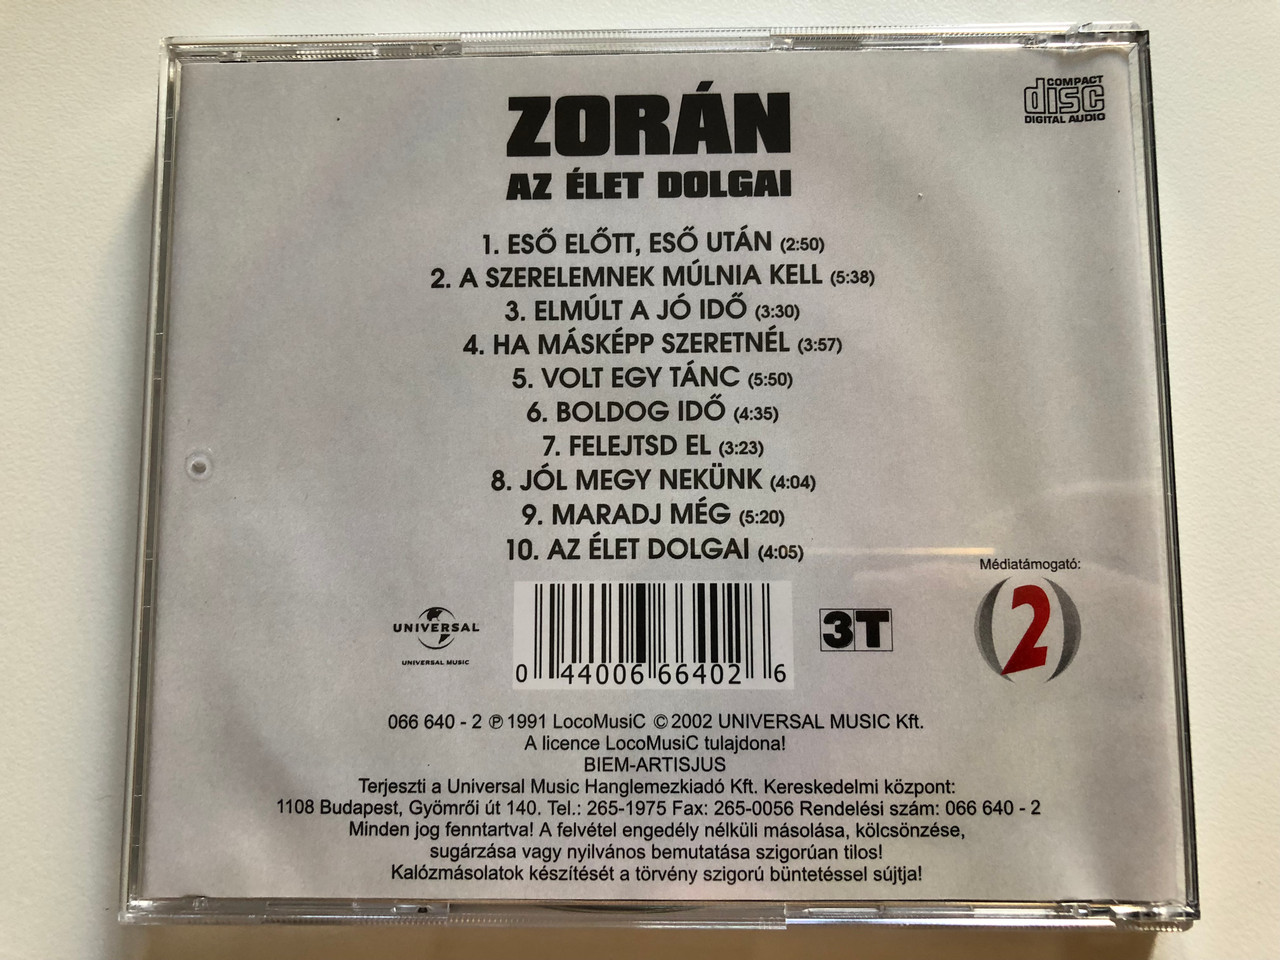 ZORÁN
AZ ÉLET DOLGAI
COMPACT
disc
DIGITAL AUDIO
1. ESŐ ELŐTT, ESŐ UTÁN (2:50)
2. A SZERELEMNEK MÚLNIA KELL (5:38)
3. ELMÚLT A JÓ IDŐ (3:30)
4. HA MÁSKÉPP SZERETNÉL (3:57)
5. VOLT EGY TÁNC (5:50)
6. BOLDOG IDŐ (4:35)
7. FELEJTSD EL (3:23)
8. JÓL MEGY NEKÜNK (4:04)
9. MARADJ MÉG (5:20)
10. AZ ÉLET DOLGAI (4:05)
Médiatámogató:
2
UNIVERSAL
UNIVERSAL MUSIC
0 44006 66402 6
3T
066 640 - 2 ℗ 1991 LocoMusiC © 2002 UNIVERSAL MUSIC Kft.
A licence LocoMusiC tulajdona!
BIEM-ARTISJUS
Terjeszti a Universal Music Hanglemezkiadó Kft. Kereskedelmi központ:
1108 Budapest, Gyömrői út 140. Tel.: 265-1975 Fax: 265-0056 Rendelési szám: 066 640 - 2
Minden jog fenntartva! A felvétel engedély nélküli másolása, kölcsönzése,
sugárzása vagy nyilvános bemutatása szigorúan tilos!
Kalózmásolatok készítését a törvény szigorú büntetéssel sújtja!